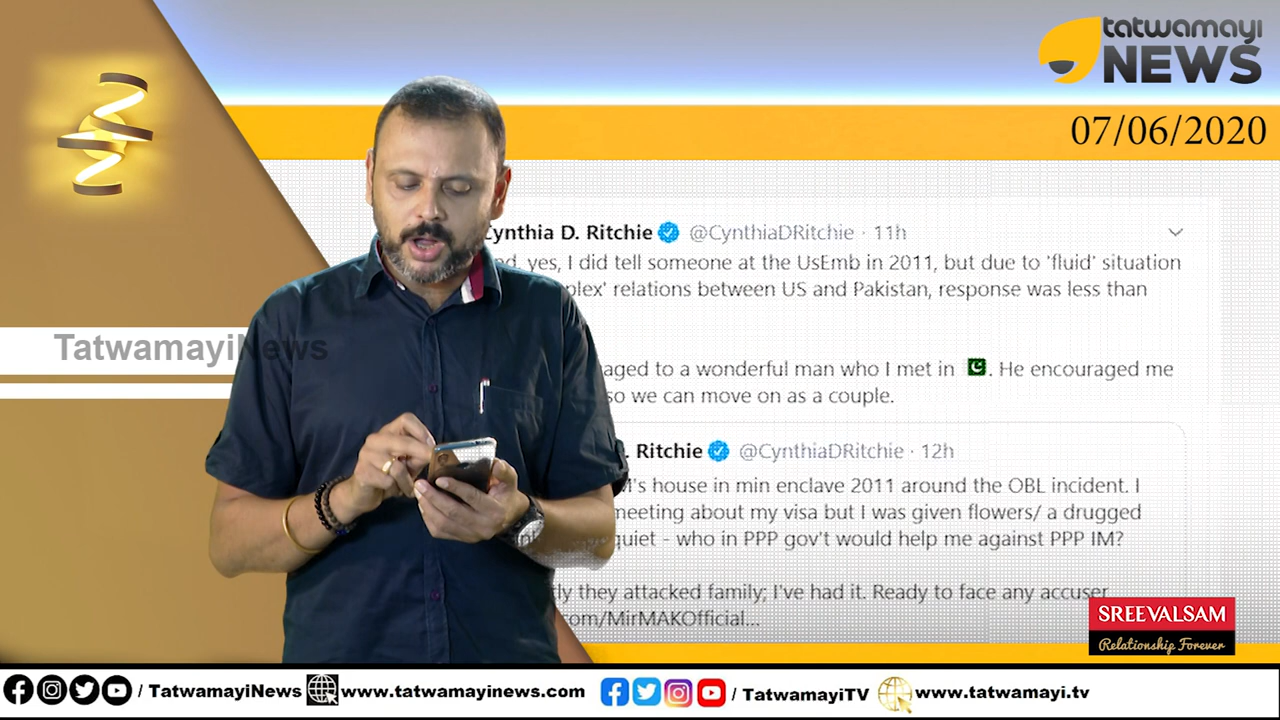 tatwamayi
NEWS
07/06/2020
Cynthia D. Ritchie @CynthiaDRitchie · 11h
yes, I did tell someone at the UsEmb in 2011, but due to 'fluid' situation
relations between US and Pakistan, response was less than
TatwamayiNews
to a wonderful man who I met in . He encouraged me
so we can move on as a couple.
Ritchie @CynthiaDRitchie · 12h
house in min enclave 2011 around the OBL incident. I
meeting about my visa but I was given flowers/ a drugged
quiet - who in PPP gov't would help me against PPP IM?
they attacked family; I've had it. Ready to face any accuser
com/MirMAKOfficial...
SREEVALSAM
Relationship Forever
/ TatwamayiNews www.tatwamayinews.com / TatwamayiTV www.tatwamayi.tv